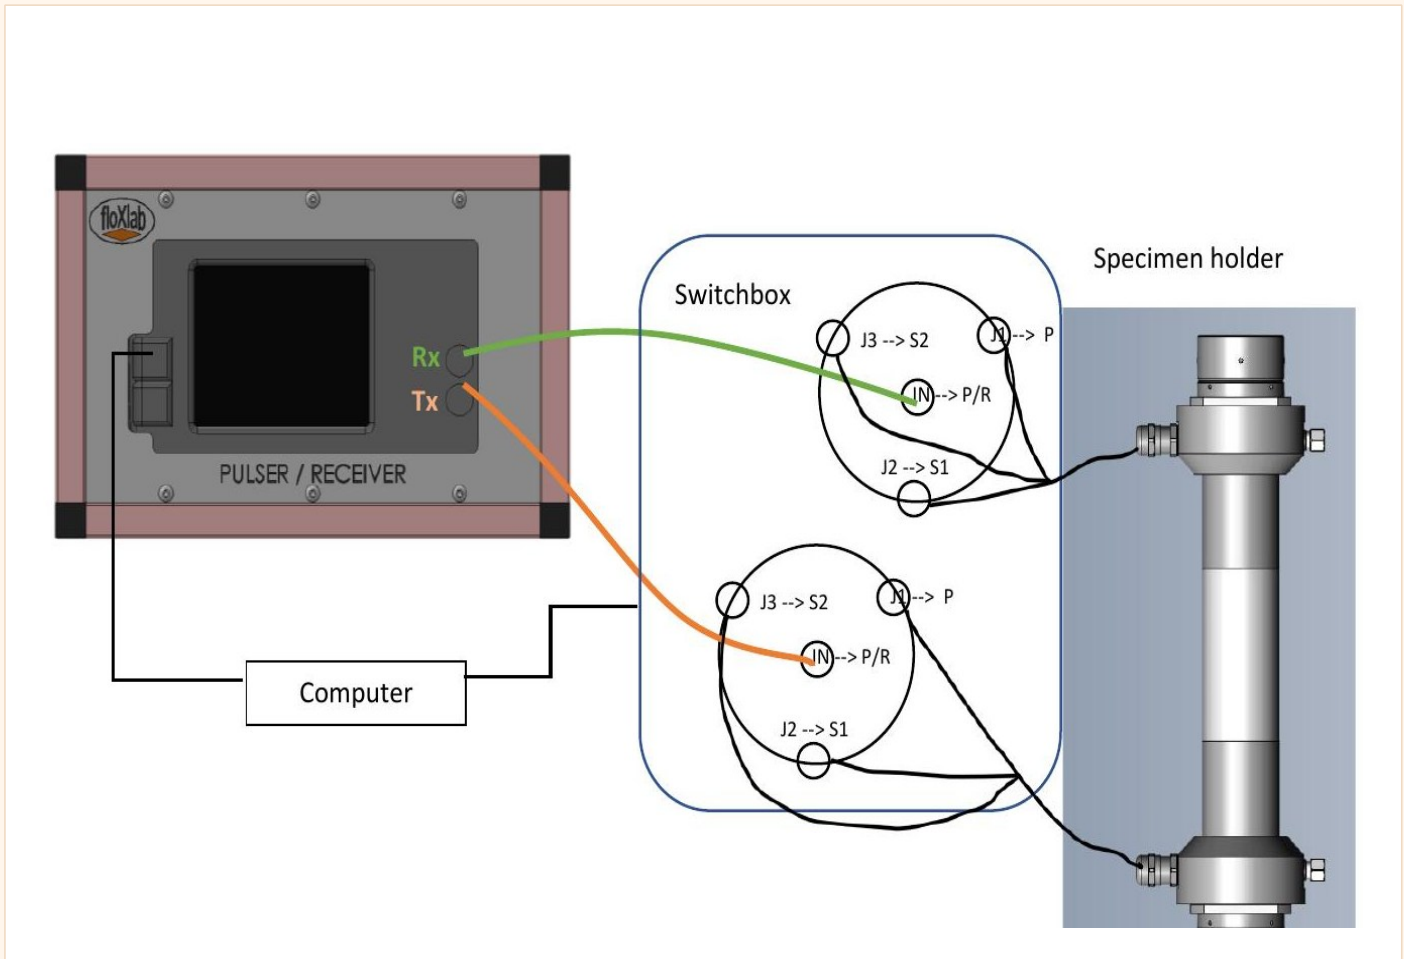 floXlab
Specimen holder
Switchbox
J3 --> S2
J1 --> P
Rx
IN --> P/R
Tx
J2 --> S1
PULSER / RECEIVER
J3 --> S2
J1 --> P
IN --> P/R
Computer
J2 --> S1